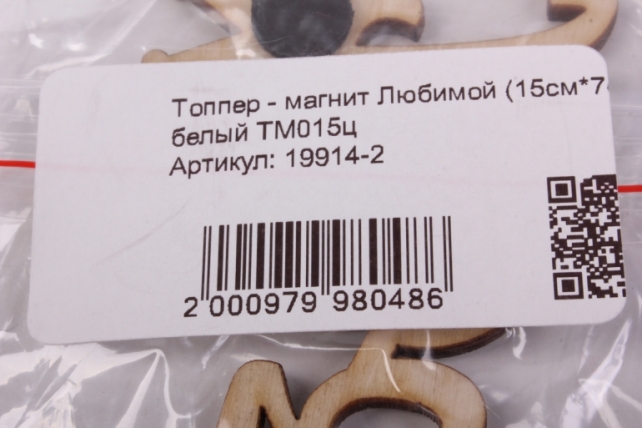 Топпер - магнит Любимой (15см*7
белый ТМ015ц
Артикул: 19914-2
2 000979 980486